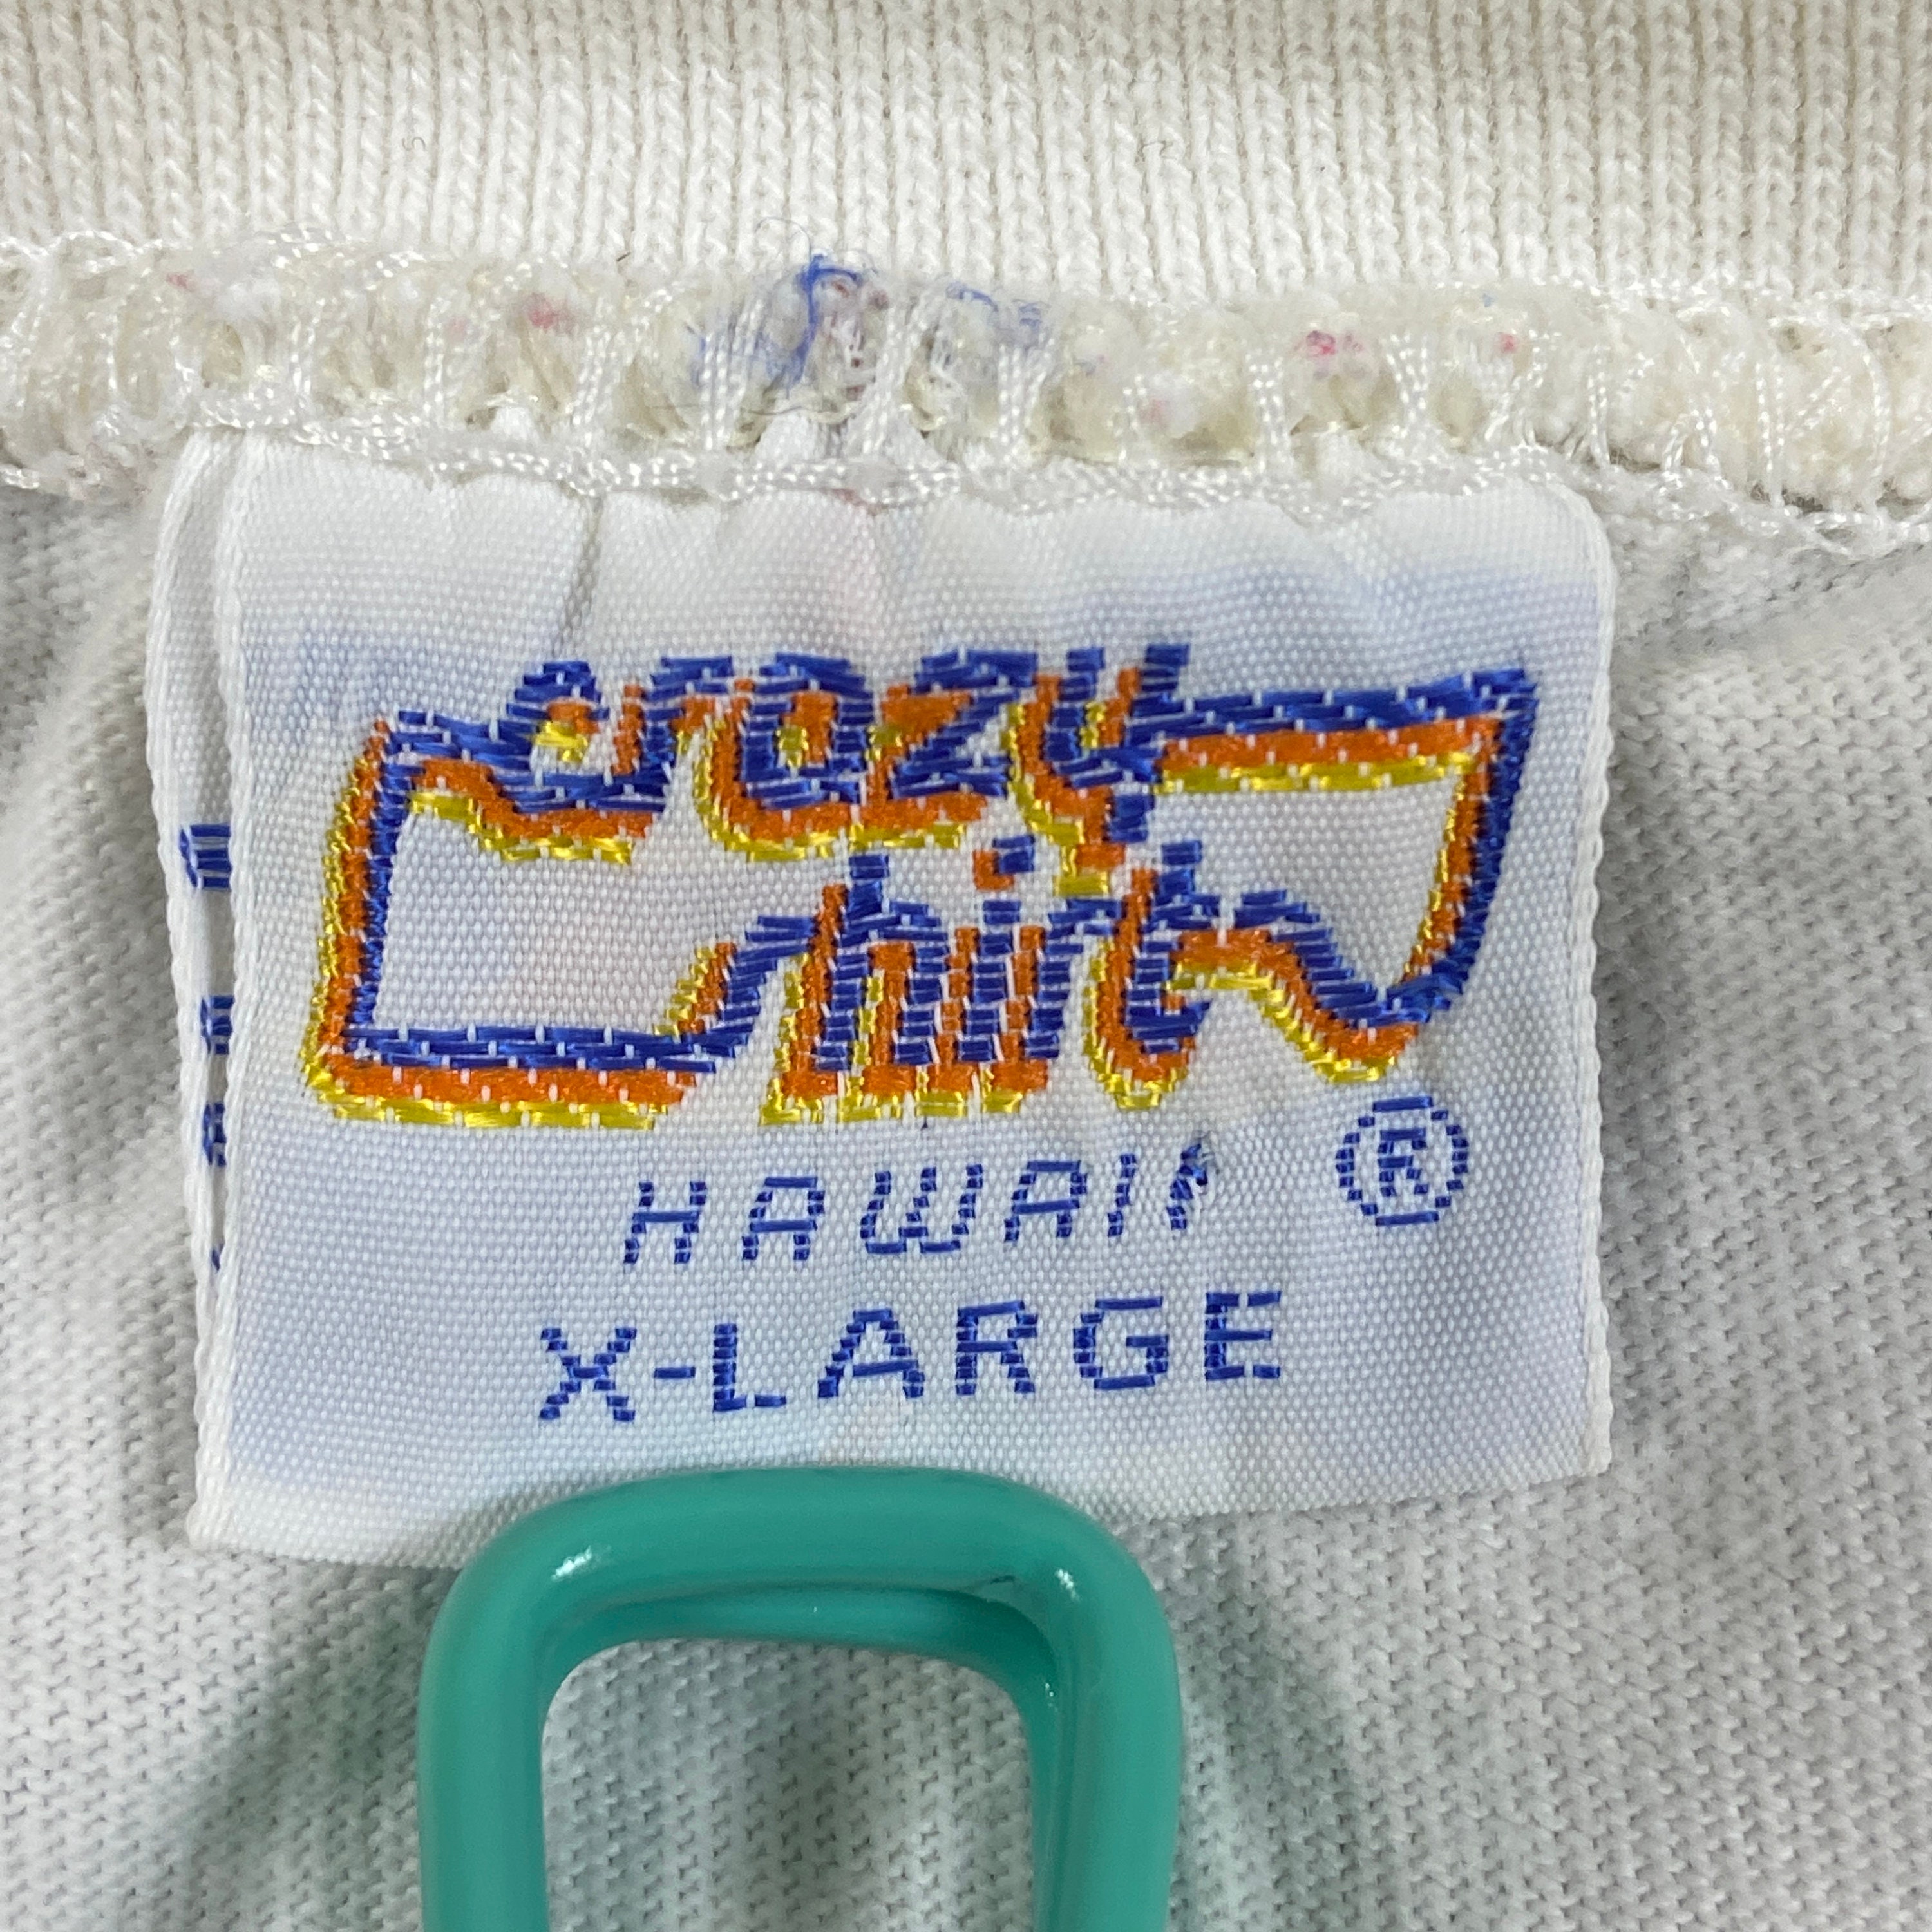 crazy
shirts
HAWAII ®
X-LARGE